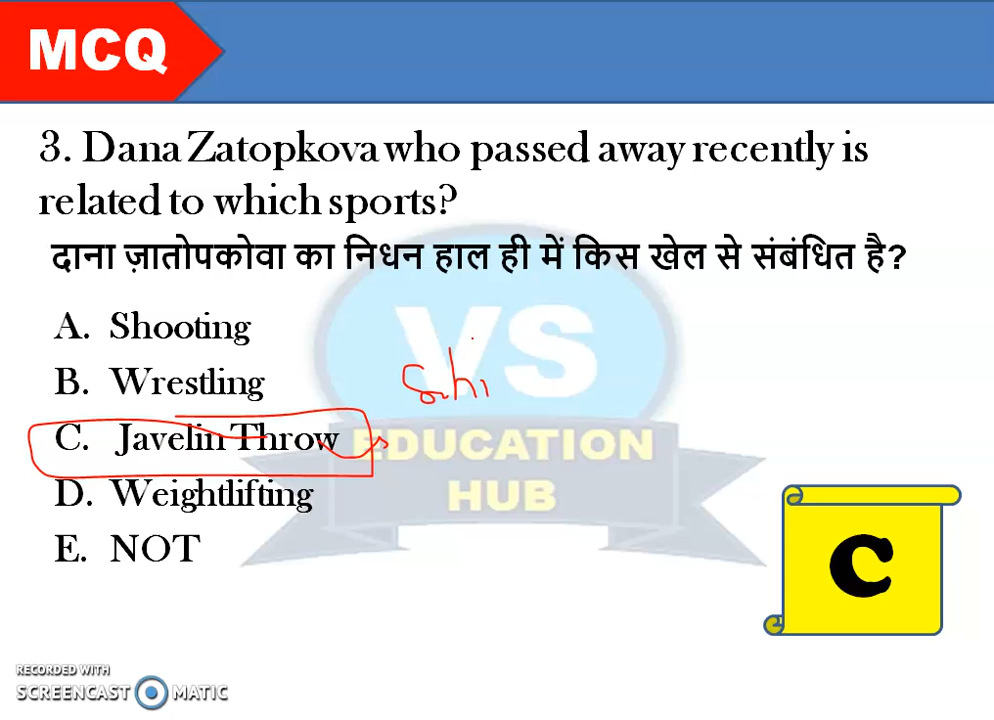 MCQ
3. Dana Zatopkova who passed away recently is
related to which sports?
दाना ज़ातोपकोवा का निधन हाल ही में किस खेल से संबंधित है?
A. Shooting
B. Wrestling
C. Javelin Throw
D. Weightlifting
E. NOT
VS
EDUCATION
HUB
C
RECORDED WITH
SCREENCAST MATIC